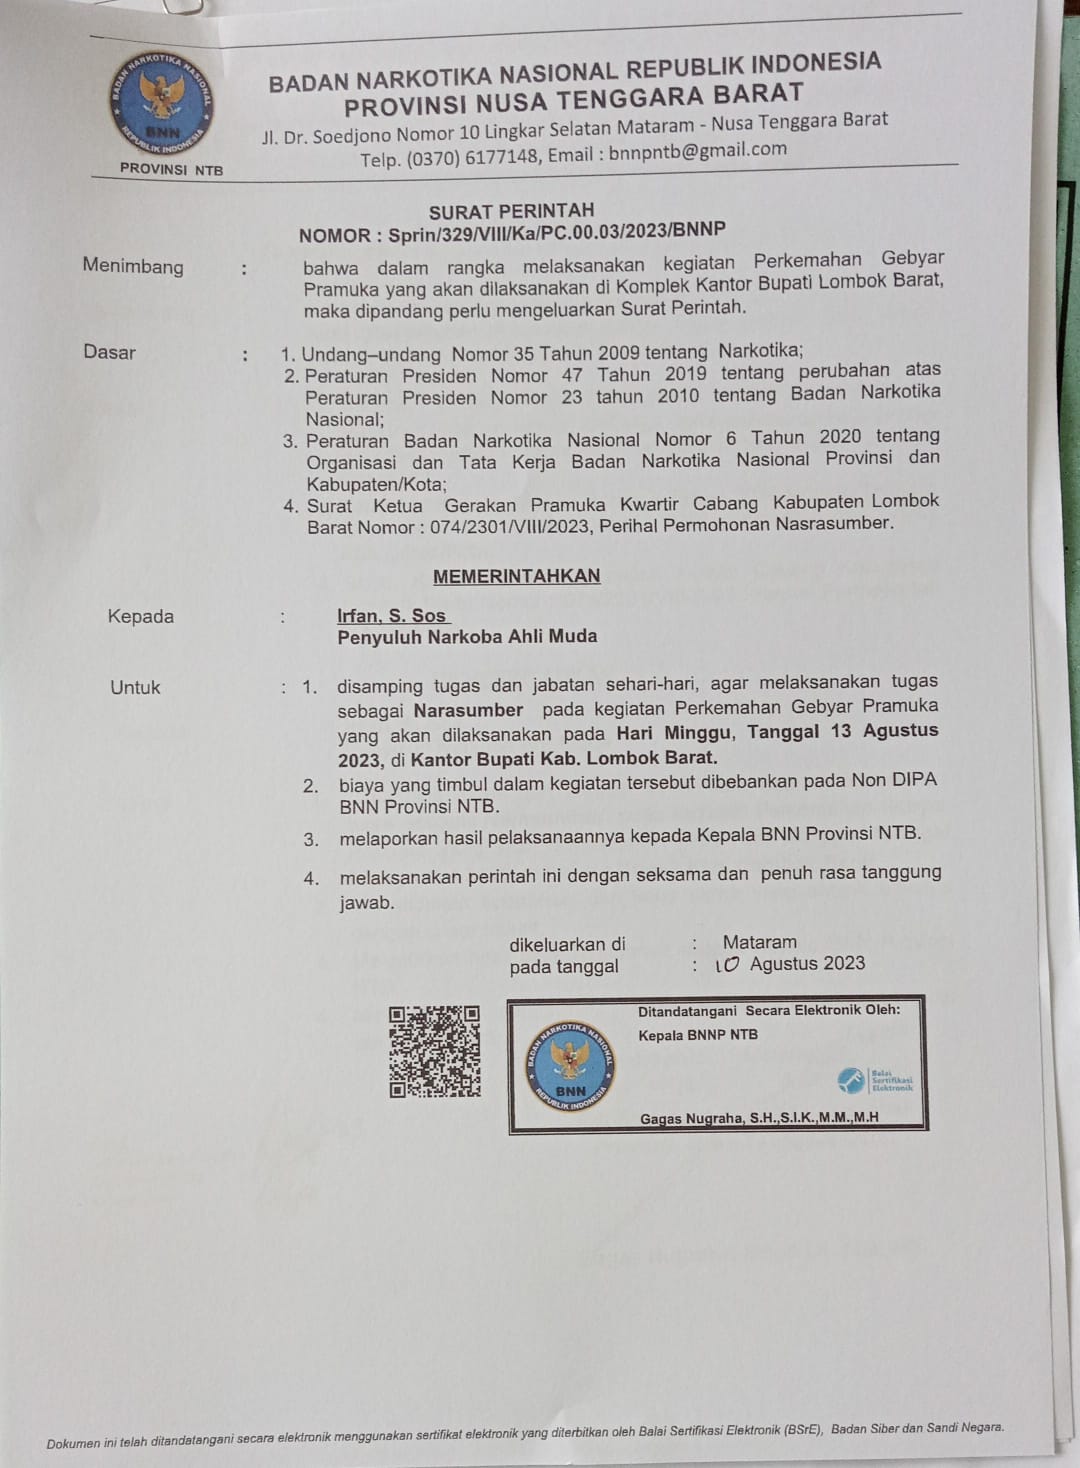 BADAN NARKOTIKA NASIONAL
BNN
REPUBLIK INDONESIA
PROVINSI NTB
BADAN NARKOTIKA NASIONAL REPUBLIK INDONESIA
PROVINSI NUSA TENGGARA BARAT
Jl. Dr. Soedjono Nomor 10 Lingkar Selatan Mataram - Nusa Tenggara Barat
Telp. (0370) 6177148, Email : bnnpntb@gmail.com
SURAT PERINTAH
NOMOR : Sprin/329/VIII/Ka/PC.00.03/2023/BNNP
Menimbang : bahwa dalam rangka melaksanakan kegiatan Perkemahan Gebyar
Pramuka yang akan dilaksanakan di Komplek Kantor Bupati Lombok Barat,
maka dipandang perlu mengeluarkan Surat Perintah.
Dasar : 1. Undang–undang Nomor 35 Tahun 2009 tentang Narkotika;
2. Peraturan Presiden Nomor 47 Tahun 2019 tentang perubahan atas
Peraturan Presiden Nomor 23 tahun 2010 tentang Badan Narkotika
Nasional;
3. Peraturan Badan Narkotika Nasional Nomor 6 Tahun 2020 tentang
Organisasi dan Tata Kerja Badan Narkotika Nasional Provinsi dan
Kabupaten/Kota;
4. Surat Ketua Gerakan Pramuka Kwartir Cabang Kabupaten Lombok
Barat Nomor : 074/2301/VIII/2023, Perihal Permohonan Nasrasumber.
MEMERINTAHKAN
Kepada : Irfan, S. Sos
Penyuluh Narkoba Ahli Muda
Untuk : 1. disamping tugas dan jabatan sehari-hari, agar melaksanakan tugas
sebagai Narasumber pada kegiatan Perkemahan Gebyar Pramuka
yang akan dilaksanakan pada Hari Minggu, Tanggal 13 Agustus
2023, di Kantor Bupati Kab. Lombok Barat.
2. biaya yang timbul dalam kegiatan tersebut dibebankan pada Non DIPA
BNN Provinsi NTB.
3. melaporkan hasil pelaksanaannya kepada Kepala BNN Provinsi NTB.
4. melaksanakan perintah ini dengan seksama dan penuh rasa tanggung
jawab.
dikeluarkan di : Mataram
pada tanggal : 10 Agustus 2023
Ditandatangani Secara Elektronik Oleh:
Kepala BNNP NTB
BADAN NARKOTIKA NASIONAL
BNN
REPUBLIK INDONESIA
Balai
Sertifikasi
Elektronik
Gagas Nugraha, S.H.,S.I.K.,M.M.,M.H
Dokumen ini telah ditandatangani secara elektronik menggunakan sertifikat elektronik yang diterbitkan oleh Balai Sertifikasi Elektronik (BSrE), Badan Siber dan Sandi Negara.